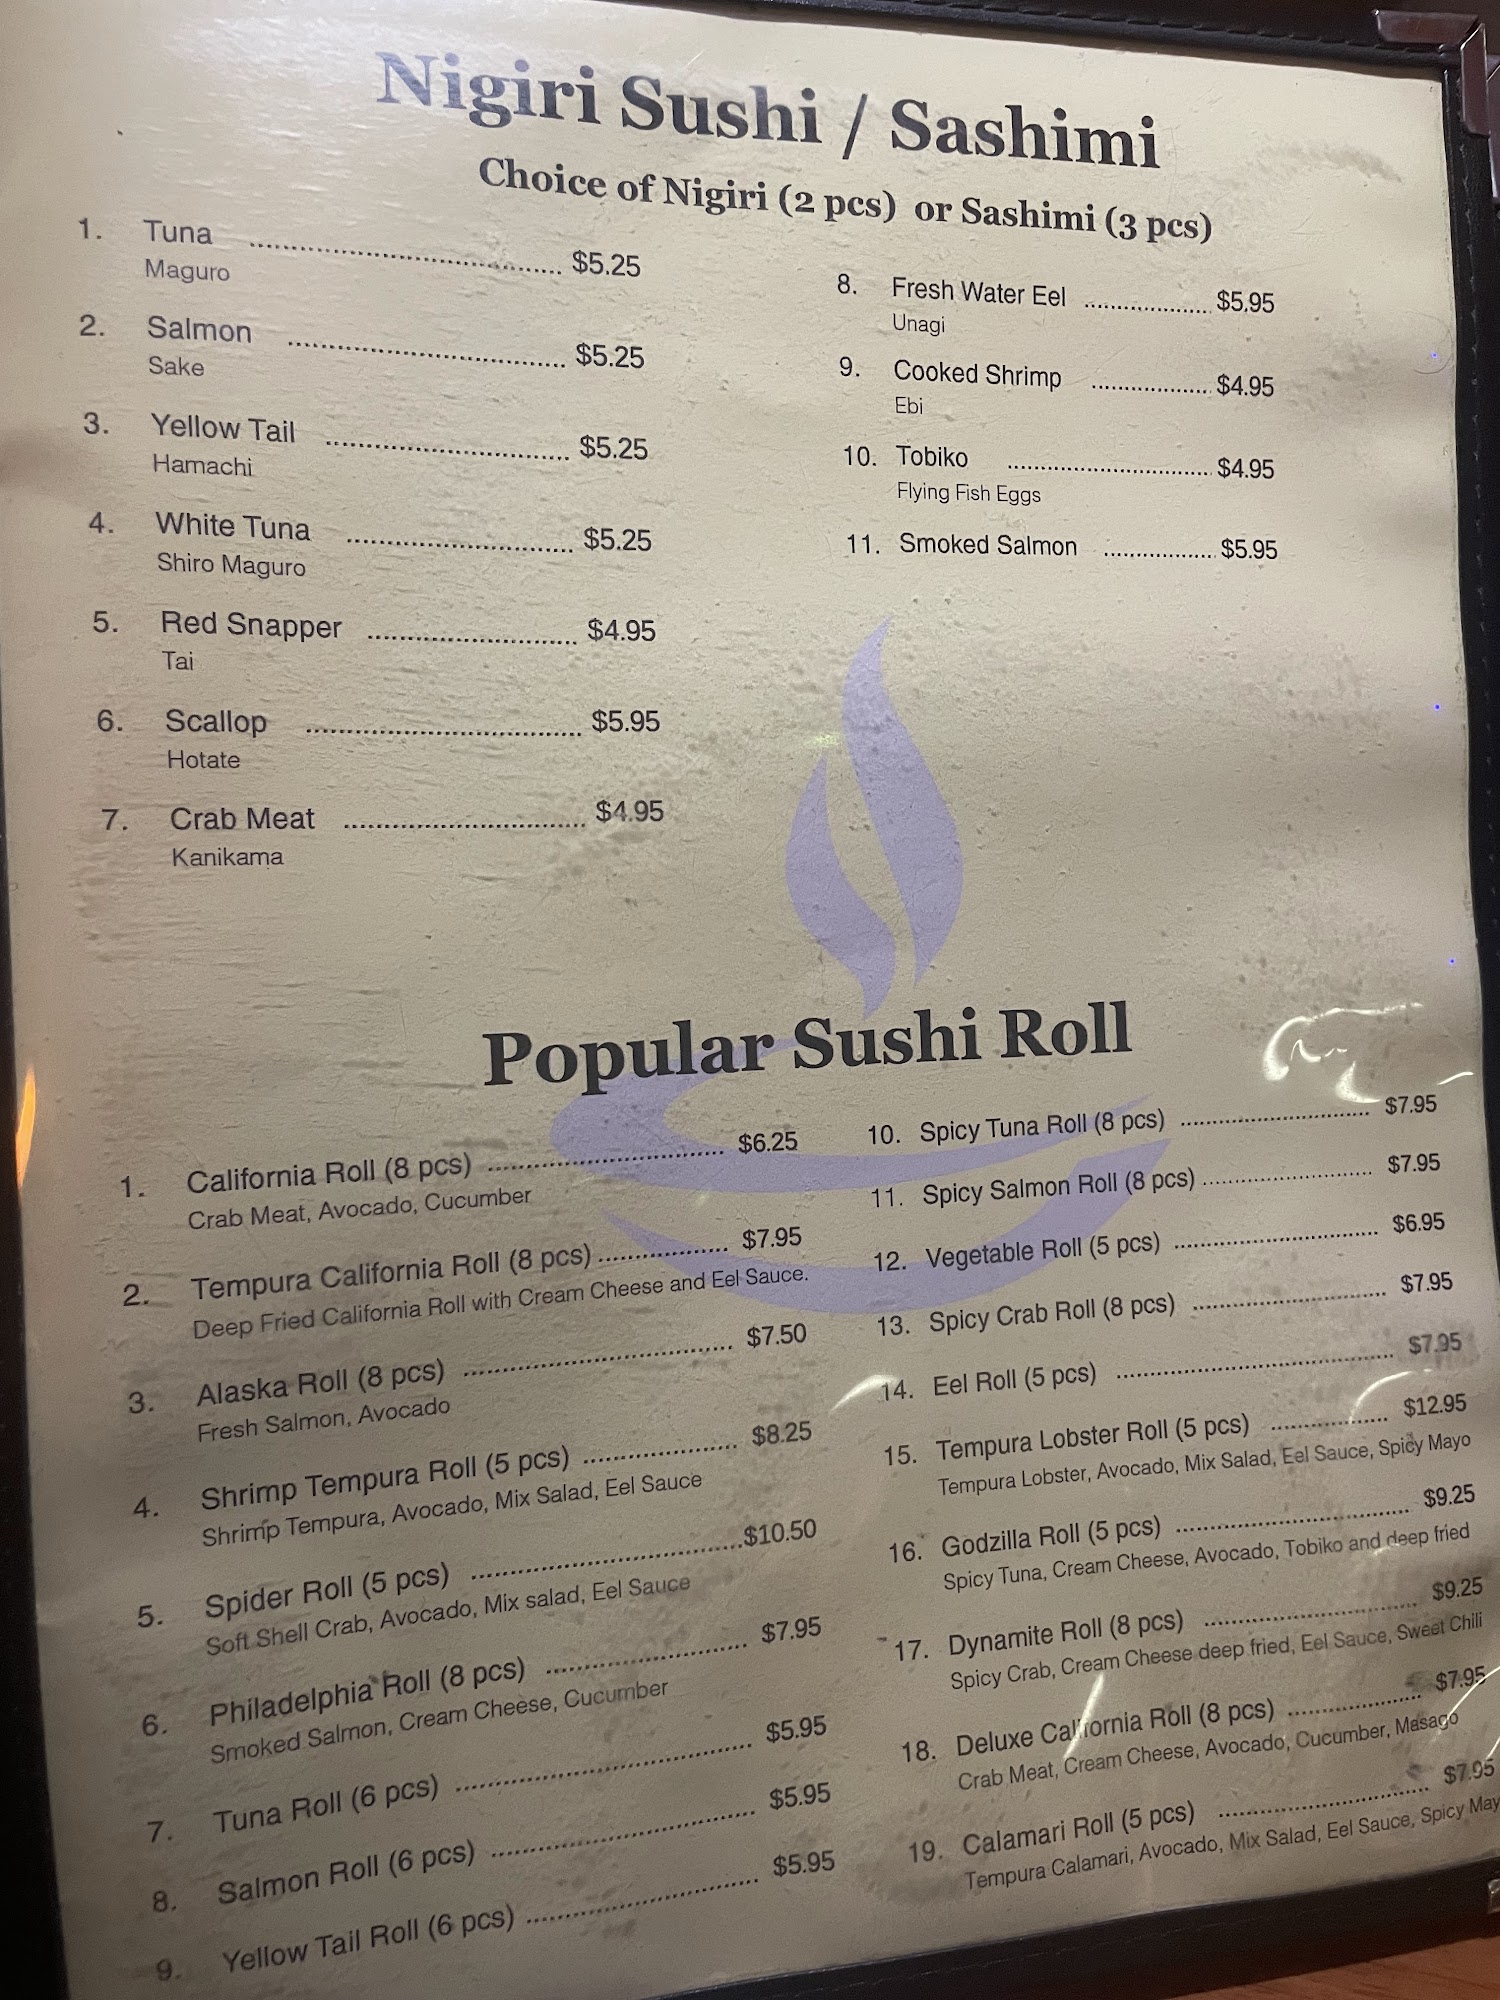 Nigiri Sushi / Sashimi
Choice of Nigiri (2 pcs) or Sashimi (3 pcs)
1. Tuna ........................ $5.25
Maguro
2. Salmon ........................ $5.25
Sake
3. Yellow Tail ........................ $5.25
Hamachi
4. White Tuna ........................ $5.25
Shiro Maguro
5. Red Snapper ........................ $4.95
Tai
6. Scallop ........................ $5.95
Hotate
7. Crab Meat ........................ $4.95
Kanikama
8. Fresh Water Eel ........................ $5.95
Unagi
9. Cooked Shrimp ........................ $4.95
Ebi
10. Tobiko ........................ $4.95
Flying Fish Eggs
11. Smoked Salmon ........................ $5.95
Popular Sushi Roll
1. California Roll (8 pcs) ........................ $6.25
Crab Meat, Avocado, Cucumber
2. Tempura California Roll (8 pcs) ........................ $7.95
Deep Fried California Roll with Cream Cheese and Eel Sauce.
3. Alaska Roll (8 pcs) ........................ $7.50
Fresh Salmon, Avocado
4. Shrimp Tempura Roll (5 pcs) ........................ $8.25
Shrimp Tempura, Avocado, Mix Salad, Eel Sauce
5. Spider Roll (5 pcs) ........................ $10.50
Soft Shell Crab, Avocado, Mix salad, Eel Sauce
6. Philadelphia Roll (8 pcs) ........................ $7.95
Smoked Salmon, Cream Cheese, Cucumber
7. Tuna Roll (6 pcs) ........................ $5.95
8. Salmon Roll (6 pcs) ........................ $5.95
9. Yellow Tail Roll (6 pcs) ........................ $5.95
10. Spicy Tuna Roll (8 pcs) ........................ $7.95
11. Spicy Salmon Roll (8 pcs) ........................ $7.95
12. Vegetable Roll (5 pcs) ........................ $6.95
13. Spicy Crab Roll (8 pcs) ........................ $7.95
14. Eel Roll (5 pcs) ........................ $7.95
15. Tempura Lobster Roll (5 pcs) ........................ $12.95
Tempura Lobster, Avocado, Mix Salad, Eel Sauce, Spicy Mayo
16. Godzilla Roll (5 pcs) ........................ $9.25
Spicy Tuna, Cream Cheese, Avocado, Tobiko and deep fried
17. Dynamite Roll (8 pcs) ........................ $9.25
Spicy Crab, Cream Cheese deep fried, Eel Sauce, Sweet Chili
18. Deluxe California Roll (8 pcs) ........................ $7.95
Crab Meat, Cream Cheese, Avocado, Cucumber, Masago
19. Calamari Roll (5 pcs) ........................ $7.95
Tempura Calamari, Avocado, Mix Salad, Eel Sauce, Spicy May